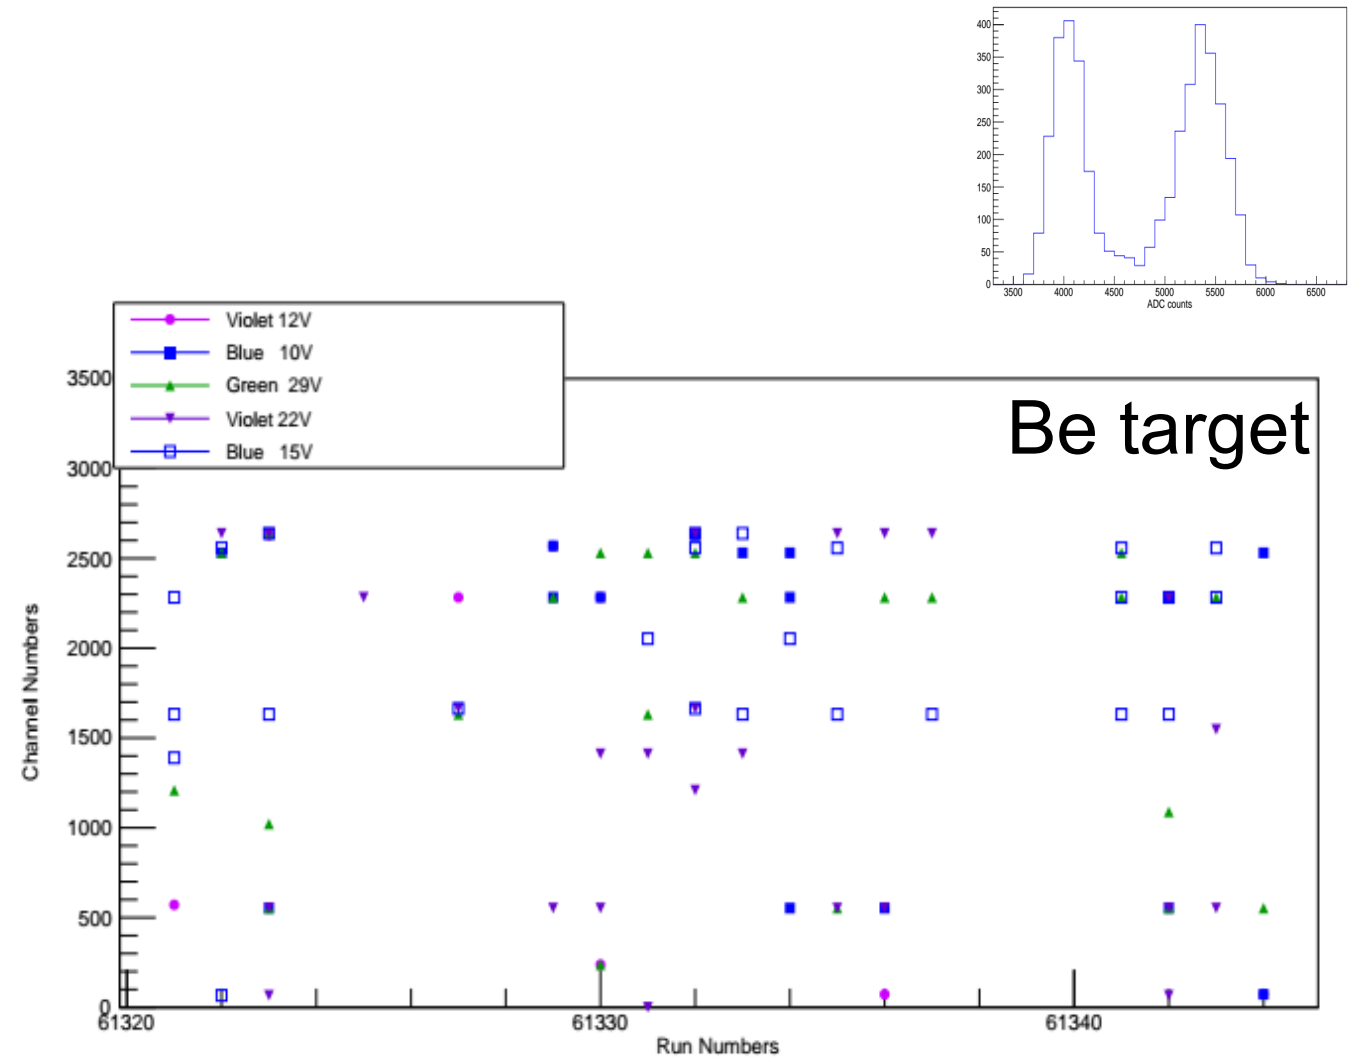 400
350
300
250
200
150
100
50
0
3500 4000 4500 5000 5500 6000 6500
ADC counts
Violet 12V
Blue 10V
Green 29V
Violet 22V
Blue 15V
Be target
3500
3000
2500
2000
1500
1000
500
0
Channel Numbers
61320 61330 61340
Run Numbers